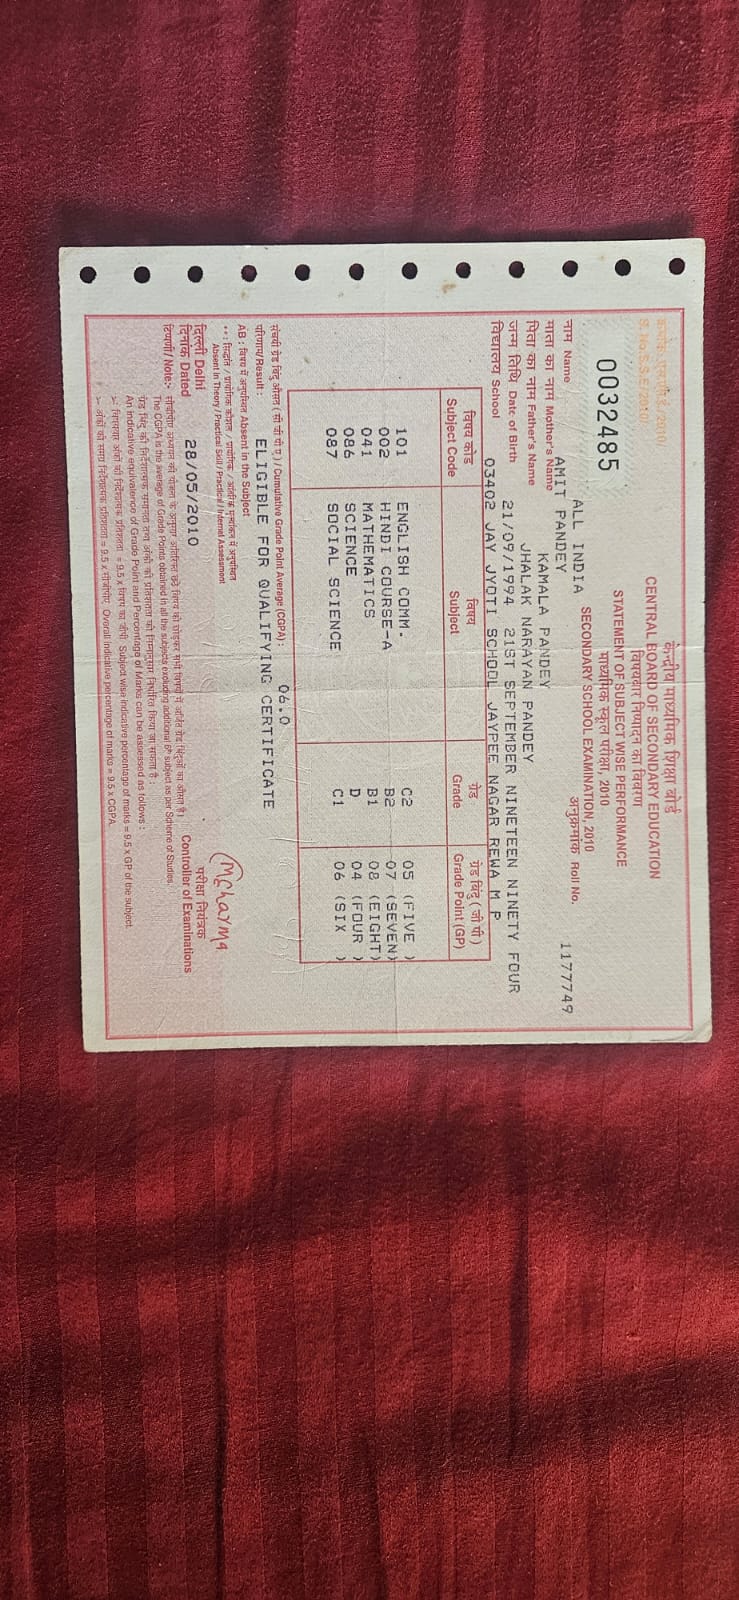 क्रमांक एस.एस.ई./2010/
S. No.S.S.E/2010/
0032485
केन्द्रीय माध्यमिक शिक्षा बोर्ड
CENTRAL BOARD OF SECONDARY EDUCATION
विषयवार निष्पादन का विवरण
STATEMENT OF SUBJECT WISE PERFORMANCE
माध्यमिक स्कूल परीक्षा, 2010
SECONDARY SCHOOL EXAMINATION, 2010
ALL INDIA
अनुक्रमांक Roll No. 1177749
नाम Name AMIT PANDEY
माता का नाम Mother's Name KAMALA PANDEY
पिता का नाम Father's Name JHALAK NARAYAN PANDEY
जन्म तिथि Date of Birth 21/09/1994 21ST SEPTEMBER NINETEEN NINETY FOUR
विद्यालय School 03402 JAY JYOTI SCHOOL JAYPEE NAGAR REWA M P
विषय कोड विषय ग्रेड ग्रेड बिंदु (जी पी)
Subject Code Subject Grade Grade Point (GP)
101 ENGLISH COMM. C2 05 (FIVE )
002 HINDI COURSE-A B2 07 (SEVEN)
041 MATHEMATICS B1 08 (EIGHT)
086 SCIENCE D 04 (FOUR )
087 SOCIAL SCIENCE C1 06 (SIX )
संचयी ग्रेड बिंदु औसत (सी जी पी ए) / Cumulative Grade Point Average (CGPA) : 06.0
परिणाम/Result : ELIGIBLE FOR QUALIFYING CERTIFICATE
AB : विषय में अनुपस्थित Absent in the Subject
Absent in Theory / Practical Skill / Practical / Internal Assessment
दिल्ली Delhi
दिनांक Dated 28/05/2010
MSharma
परीक्षा नियंत्रक
Controller of Examinations
टिप्पणी/ Note:-
The CGPA is the average of Grade Points obtained in all the subjects excluding additional 6th subject as per Scheme of Studies.
An indicative equivalence of Grade Point and Percentage of Marks can be assessed as follows :
Subject wise indicative percentage of marks = 9.5 x GP of the subject.
Overall indicative percentage of marks = 9.5 x CGPA.